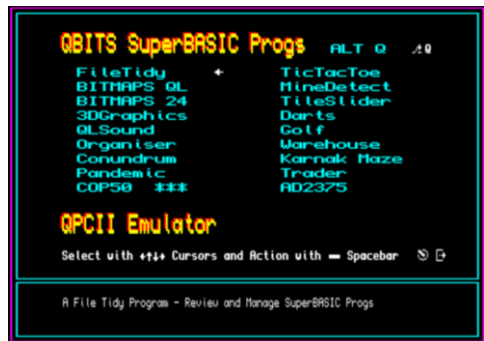 QBITS SuperBASIC Progs ALT Q Q
FileTidy ← TicTacToe
BITMAPS QL MineDetect
BITMAPS 24 TileSlider
3DGraphics Darts
QLSound Golf
Organiser Warehouse
Conundrum Karnak Maze
Pandemic Trader
COP50 *** AD2375
QPCII Emulator
Select with ←↑↓→ Cursors and Action with ▬ Spacebar
A File Tidy Program - Review and Manage SuperBASIC Progs